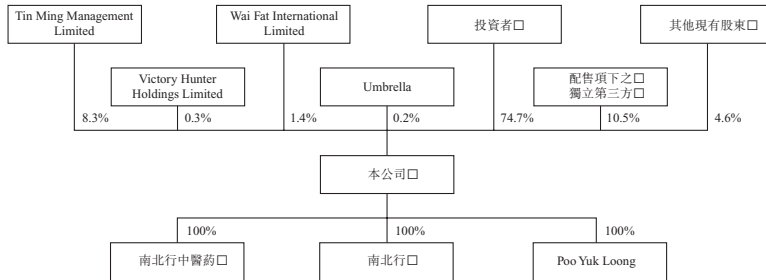 Tin Ming Management
Limited
Wai Fat International
Limited
投資者□
其他現有股東□
Victory Hunter
Holdings Limited
Umbrella
配售項下之□
獨立第三方□
8.3%
0.3%
1.4%
0.2%
74.7%
10.5%
4.6%
本公司□
100%
100%
100%
南北行中醫葯□
南北行□
Poo Yuk Loong